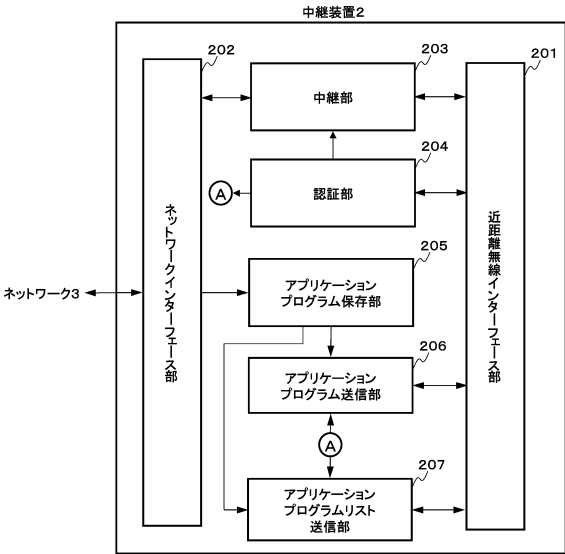 中継装置2
202
203
201
中継部
204
認証部
A
ネットワークインターフェース部
近距離無線インターフェース部
205
ネットワーク3
アプリケーション
プログラム保存部
206
アプリケーション
プログラム送信部
A
207
アプリケーション
プログラムリスト
送信部